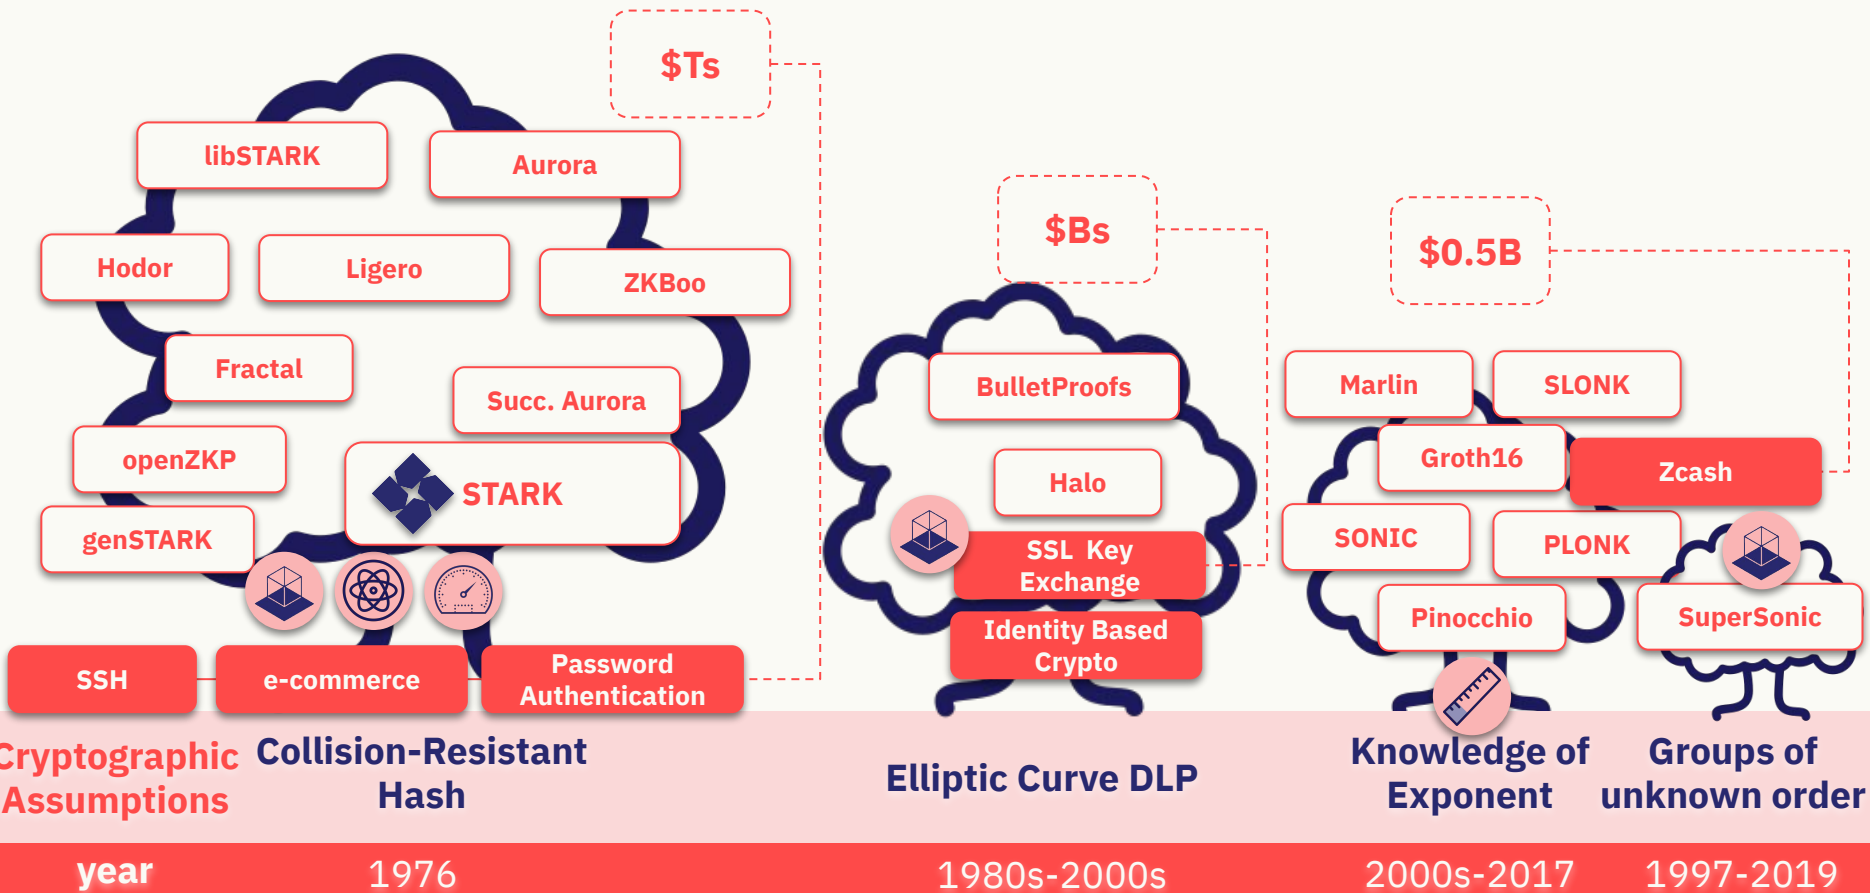 $Ts
libSTARK
Aurora
Hodor
Ligero
ZKBoo
Fractal
Succ. Aurora
openZKP
STARK
genSTARK
SSH
e-commerce
Password
Authentication
$Bs
BulletProofs
Halo
SSL Key
Exchange
Identity Based
Crypto
$0.5B
Marlin
SLONK
Groth16
Zcash
SONIC
PLONK
Pinocchio
SuperSonic
Cryptographic
Assumptions
Collision-Resistant
Hash
Elliptic Curve DLP
Knowledge of
Exponent
Groups of
unknown order
year
1976
1980s-2000s
2000s-2017
1997-2019